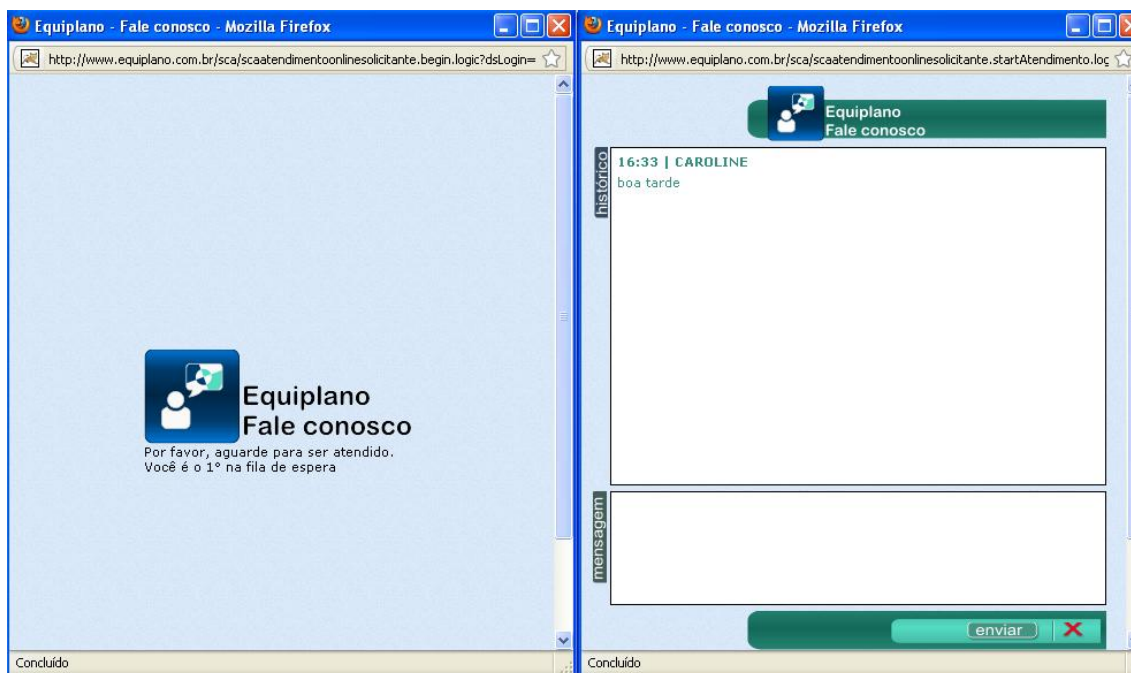 Equiplano - Fale conosco - Mozilla Firefox
http://www.equiplano.com.br/sca/scaatendimentoonlinesolicitante.begin.logic?dsLogin=
Equiplano
Fale conosco
Por favor, aguarde para ser atendido.
Você é o 1° na fila de espera
Concluído
Equiplano - Fale conosco - Mozilla Firefox
http://www.equiplano.com.br/sca/scaatendimentoonlinesolicitante.startAtendimento.log
Equiplano
Fale conosco
histórico
16:33 | CAROLINE
boa tarde
mensagem
enviar
Concluído